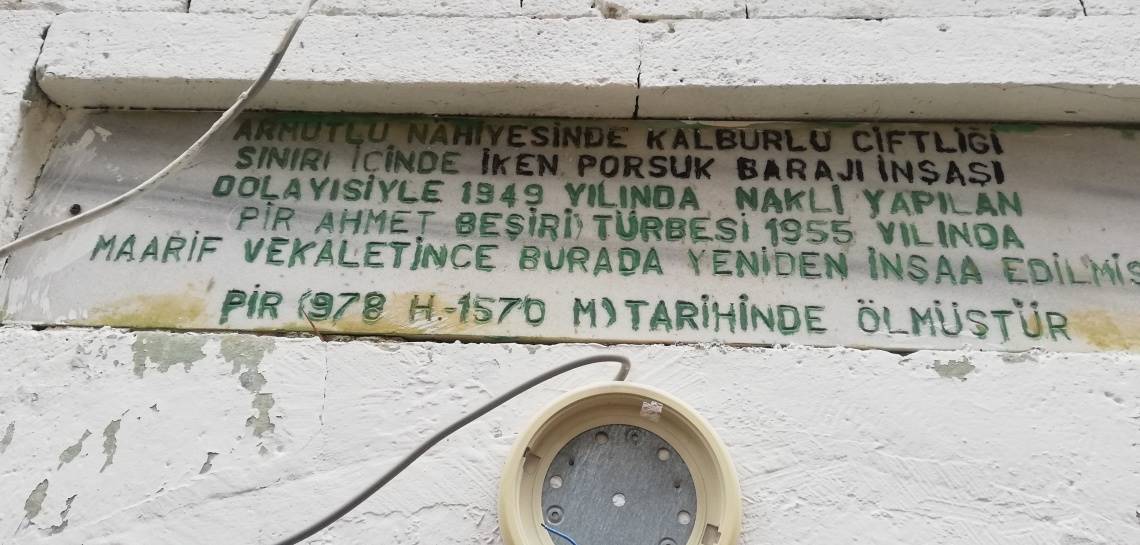 ARMUTLU NAHİYESİNDE KALBURLU ÇİFTLİĞİ
SINIRI İÇİNDE İKEN PORSUK BARAJI İNŞAŞI
DOLAYISİYLE 1949 YILINDA NAKLİ YAPILAN
PİR AHMET BEŞİRİ) TÜRBESİ 1955 YILINDA
MAARİF VEKALETİNCE BURADA YENİDEN İNŞAA EDİLMİŞ
PİR (978 H.-1570 M) TARİHİNDE ÖLMÜŞTÜR